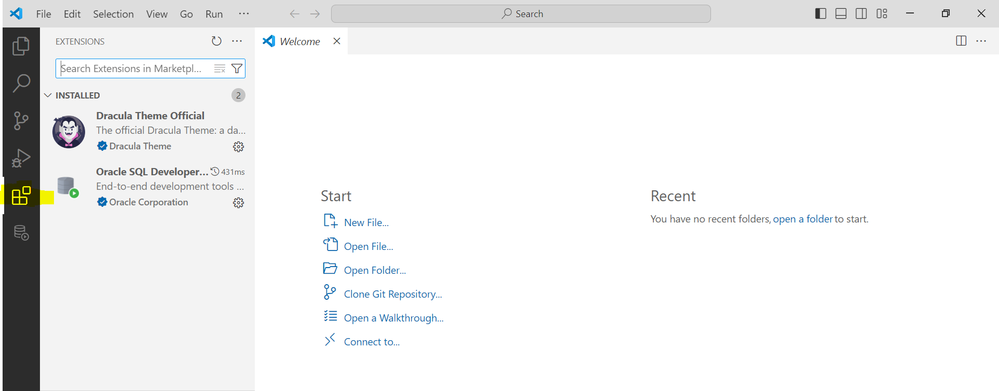 File Edit Selection View Go Run ...
Search
EXTENSIONS
Search Extensions in Marketpl...
INSTALLED 2
Dracula Theme Official
The official Dracula Theme: a da...
Dracula Theme
Oracle SQL Developer... 431ms
End-to-end development tools ...
Oracle Corporation
Welcome
Start
New File...
Open File...
Open Folder...
Clone Git Repository...
Open a Walkthrough...
Connect to...
Recent
You have no recent folders, open a folder to start.